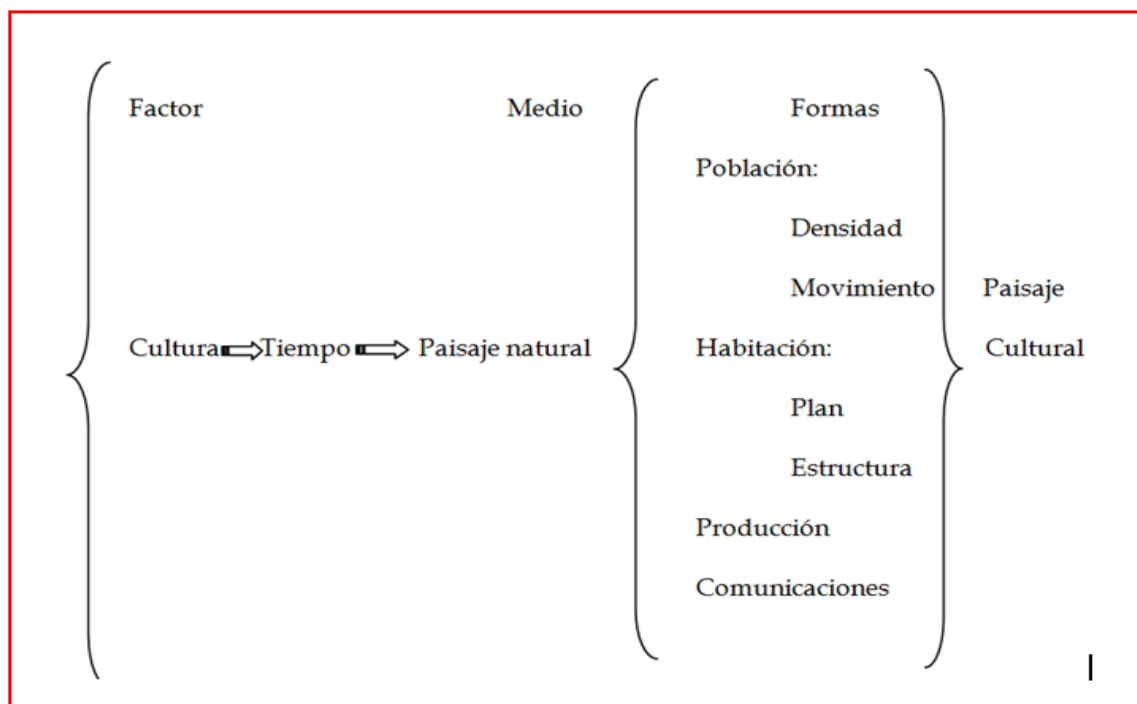 Factor Medio Formas
Población:
Densidad
Movimiento Paisaje
Cultura Tiempo Paisaje natural Habitación: Cultural
Plan
Estructura
Producción
Comunicaciones